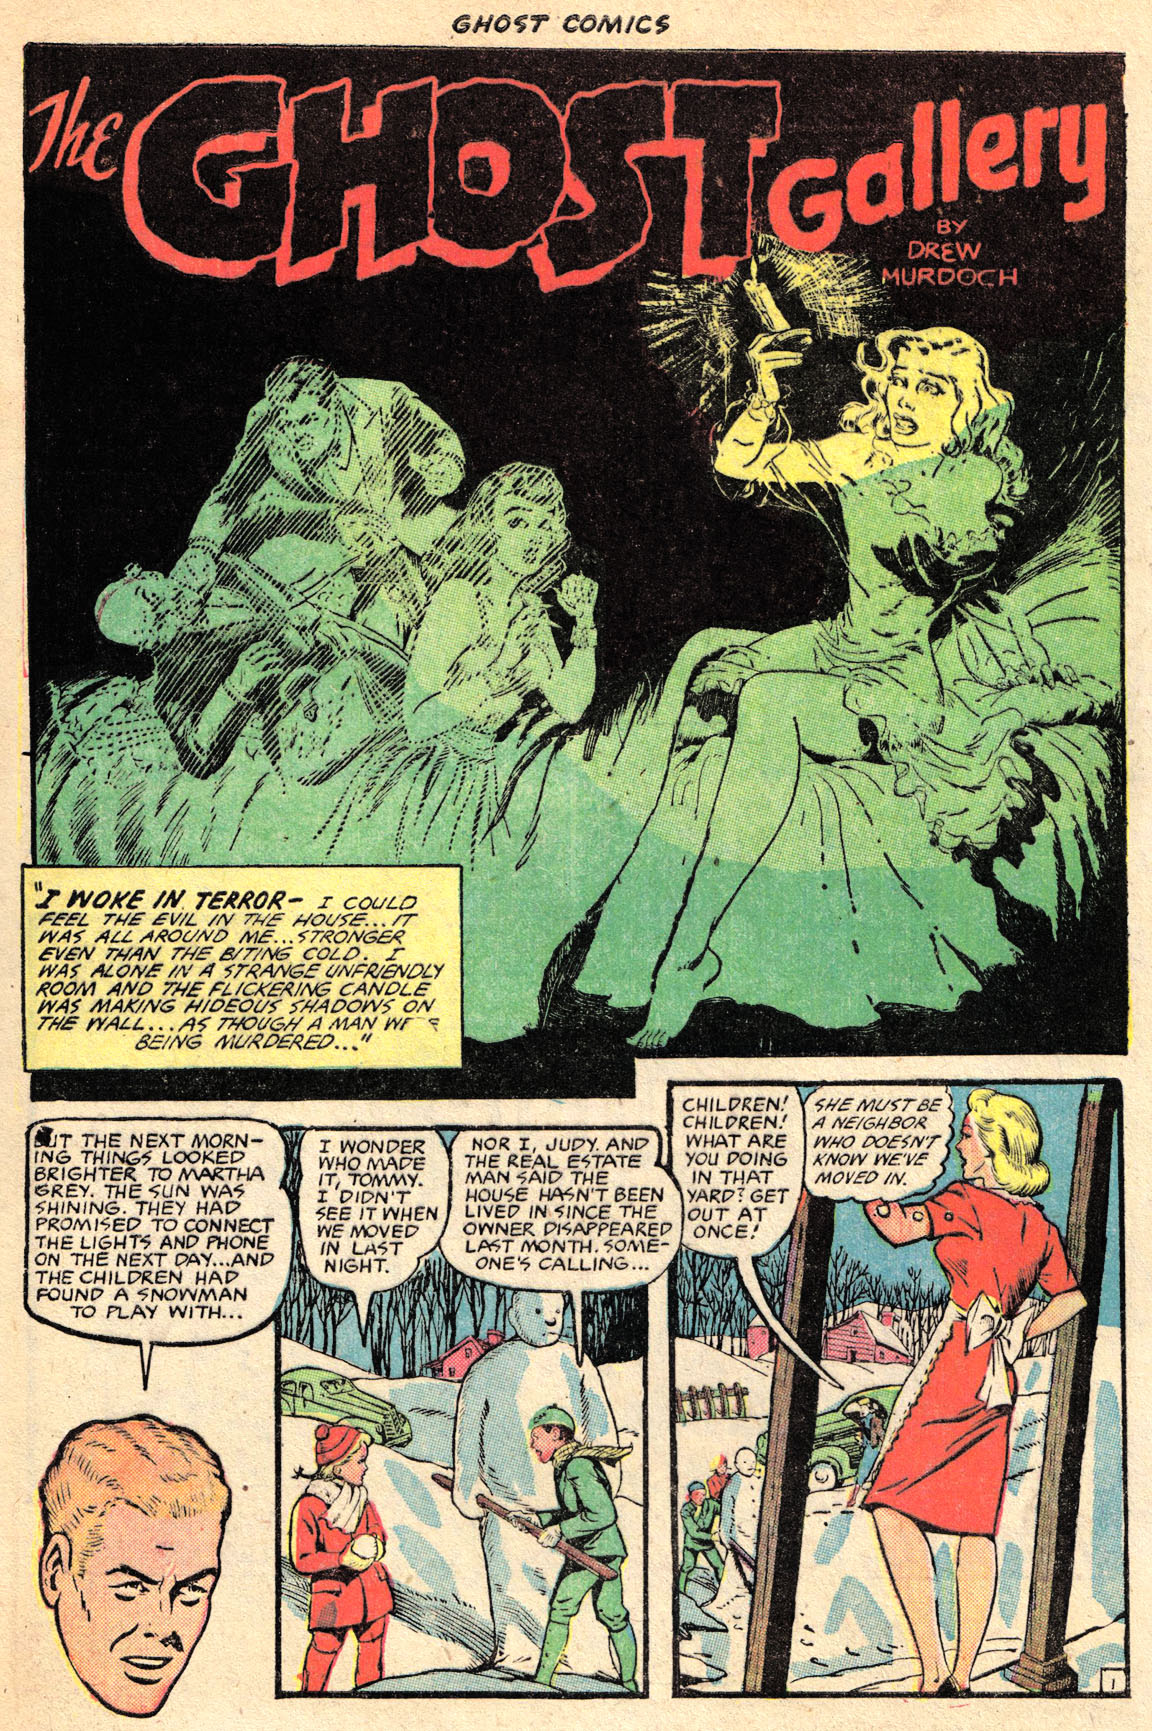 GHOST COMICS
The GHOST Gallery
BY
DREW
MURDOCH
"I WOKE IN TERROR— I COULD
FEEL THE EVIL IN THE HOUSE...IT
WAS ALL AROUND ME...STRONGER
EVEN THAN THE BITING COLD. I
WAS ALONE IN A STRANGE UNFRIENDLY
ROOM AND THE FLICKERING CANDLE
WAS MAKING HIDEOUS SHADOWS ON
THE WALL...AS THOUGH A MAN
BEING MURDERED..."
BUT THE NEXT MORN-
ING THINGS LOOKED
BRIGHTER TO MARTHA
GREY. THE SUN WAS
SHINING. THEY HAD
PROMISED TO CONNECT
THE LIGHTS AND PHONE
ON THE NEXT DAY...AND
THE CHILDREN HAD
FOUND A SNOWMAN
TO PLAY WITH...
I WONDER
WHO MADE
IT, TOMMY.
I DIDN'T
SEE IT WHEN
WE MOVED
IN LAST
NIGHT.
NOR I, JUDY. AND
THE REAL ESTATE
MAN SAID THE
HOUSE HASN'T BEEN
LIVED IN SINCE THE
OWNER DISAPPEARED
LAST MONTH. SOME-
ONE'S CALLING...
CHILDREN!
CHILDREN!
WHAT ARE
YOU DOING
IN THAT
YARD? GET
OUT AT
ONCE!
SHE MUST BE
A NEIGHBOR
WHO DOESN'T
KNOW WE'VE
MOVED IN.
1